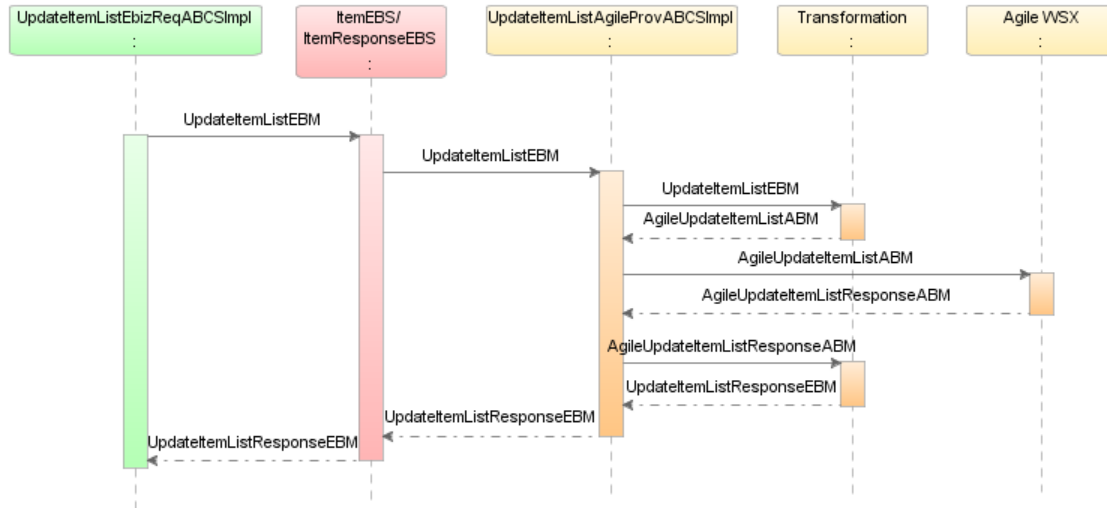 UpdateItemListEbizReqABCSImpl
:
ItemEBS/
ItemResponseEBS
:
UpdateItemListAgileProvABCSImpl
:
Transformation
:
Agile WSX
:
UpdateItemListEBM
UpdateItemListEBM
UpdateItemListEBM
AgileUpdateItemListABM
AgileUpdateItemListABM
AgileUpdateItemListResponseABM
AgileUpdateItemListResponseABM
UpdateItemListResponseEBM
UpdateItemListResponseEBM
UpdateItemListResponseEBM